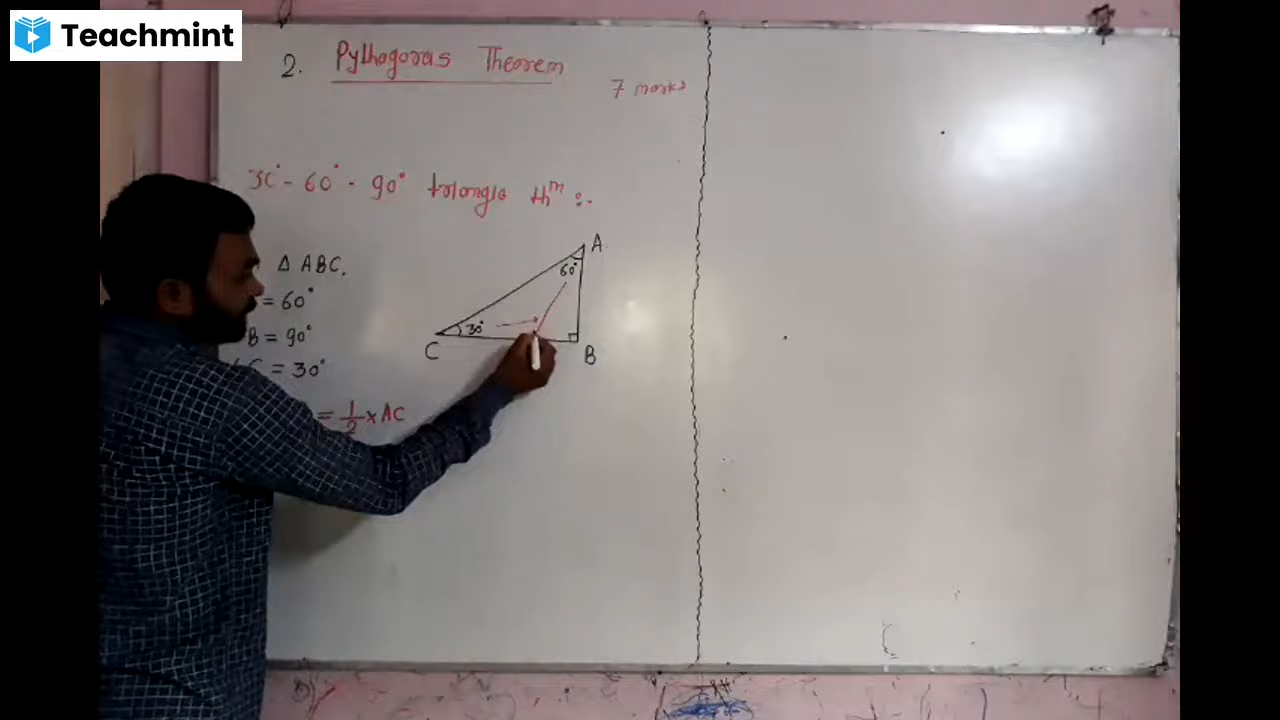 Teachmint
2. Pythagoras Theorem
7 marks
30° - 60° - 90° triangle thᵐ :-
Δ ABC,
= 60°
B = 90°
C = 30°
= 1/2 × AC
A
60°
30°
C
B